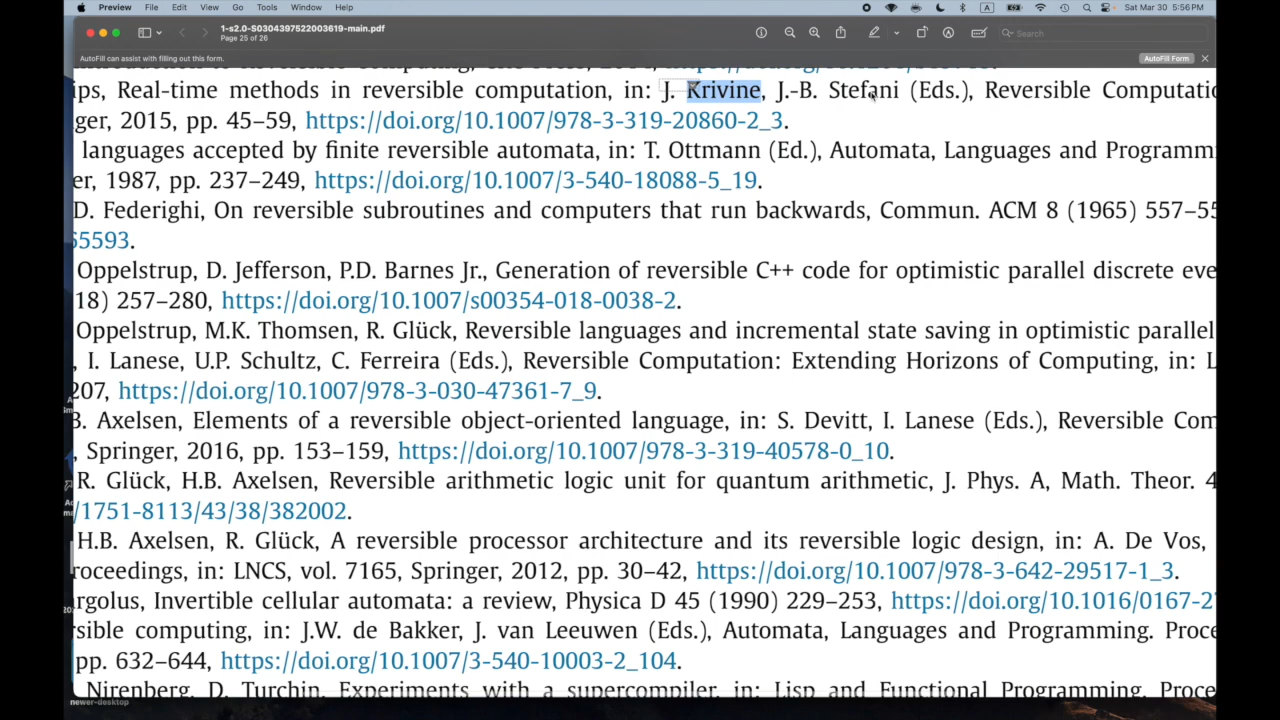 Preview File Edit View Go Tools Window Help A Sat Mar 30 5:56 PM
1-s2.0-S0304397522003619-main.pdf
Page 25 of 26
Search
AutoFill can assist with filling out this form. AutoFill Form
ips, Real-time methods in reversible computation, in: J. Krivine, J.-B. Stefani (Eds.), Reversible Computatio
ger, 2015, pp. 45–59, https://doi.org/10.1007/978-3-319-20860-2_3.
languages accepted by finite reversible automata, in: T. Ottmann (Ed.), Automata, Languages and Programm
er, 1987, pp. 237–249, https://doi.org/10.1007/3-540-18088-5_19.
D. Federighi, On reversible subroutines and computers that run backwards, Commun. ACM 8 (1965) 557–55
65593.
Oppelstrup, D. Jefferson, P.D. Barnes Jr., Generation of reversible C++ code for optimistic parallel discrete eve
18) 257–280, https://doi.org/10.1007/s00354-018-0038-2.
Oppelstrup, M.K. Thomsen, R. Glück, Reversible languages and incremental state saving in optimistic parallel
, I. Lanese, U.P. Schultz, C. Ferreira (Eds.), Reversible Computation: Extending Horizons of Computing, in: L
207, https://doi.org/10.1007/978-3-030-47361-7_9.
B. Axelsen, Elements of a reversible object-oriented language, in: S. Devitt, I. Lanese (Eds.), Reversible Com
, Springer, 2016, pp. 153–159, https://doi.org/10.1007/978-3-319-40578-0_10.
R. Glück, H.B. Axelsen, Reversible arithmetic logic unit for quantum arithmetic, J. Phys. A, Math. Theor. 4
/1751-8113/43/38/382002.
H.B. Axelsen, R. Glück, A reversible processor architecture and its reversible logic design, in: A. De Vos,
roceedings, in: LNCS, vol. 7165, Springer, 2012, pp. 30–42, https://doi.org/10.1007/978-3-642-29517-1_3.
rgolus, Invertible cellular automata: a review, Physica D 45 (1990) 229–253, https://doi.org/10.1016/0167-2
rsible computing, in: J.W. de Bakker, J. van Leeuwen (Eds.), Automata, Languages and Programming. Proce
pp. 632–644, https://doi.org/10.1007/3-540-10003-2_104.
Nirenberg, D. Turchin, Experiments with a supercompiler, in: Lisp and Functional Programming. Proce
newer-desktop